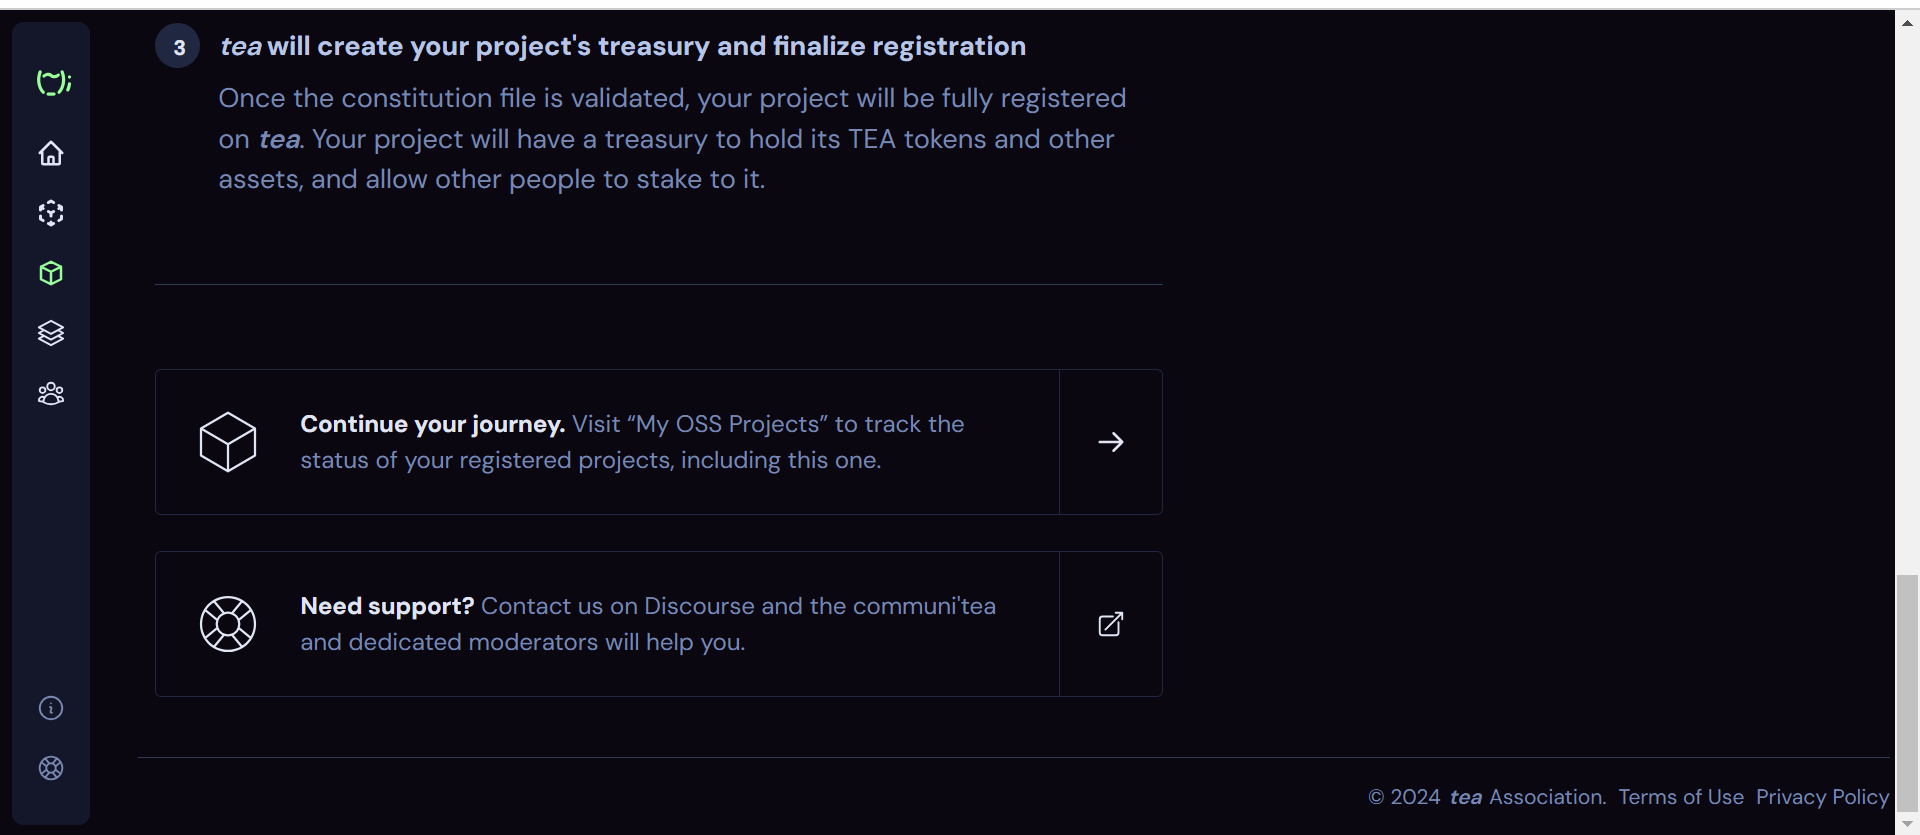 3
tea will create your project's treasury and finalize registration
Once the constitution file is validated, your project will be fully registered
on tea. Your project will have a treasury to hold its TEA tokens and other
assets, and allow other people to stake to it.
Continue your journey. Visit “My OSS Projects” to track the
status of your registered projects, including this one.
Need support? Contact us on Discourse and the communi'tea
and dedicated moderators will help you.
© 2024 tea Association. Terms of Use Privacy Policy